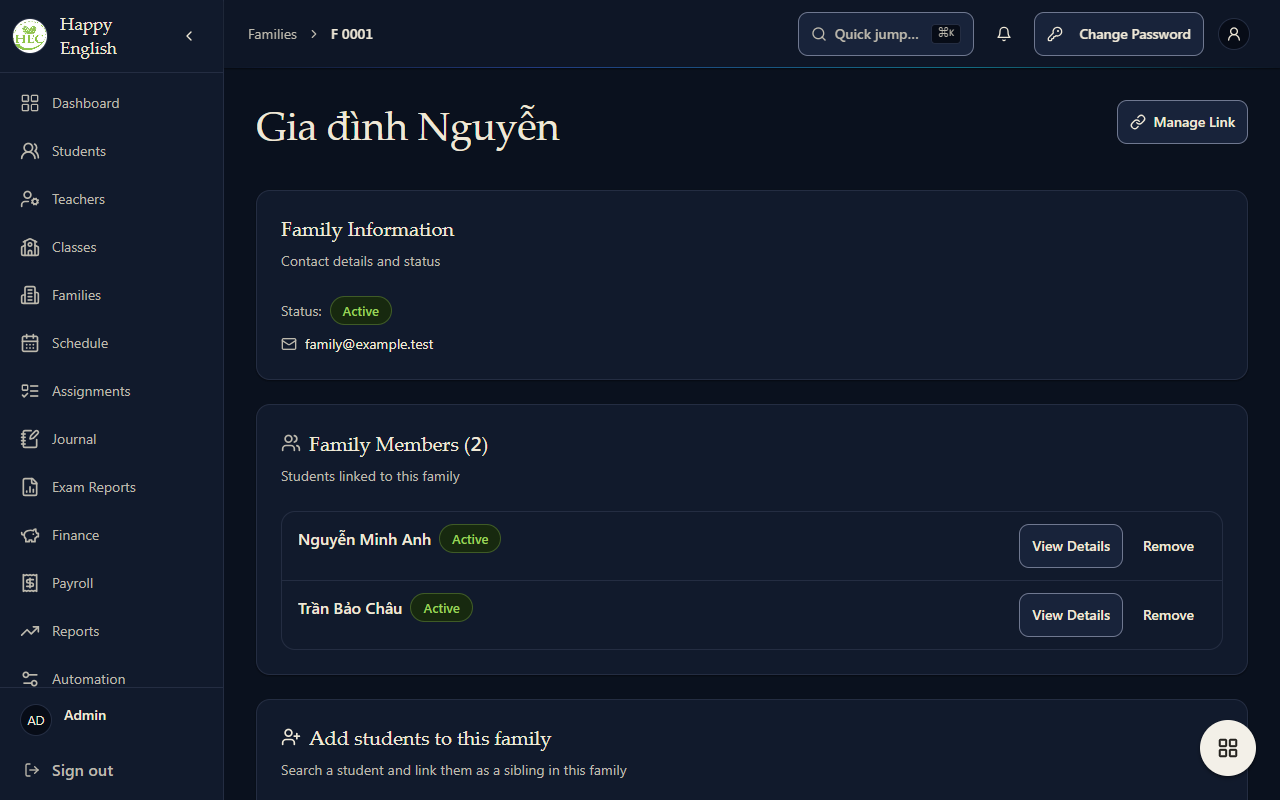 HEC
Happy
English
Dashboard
Students
Teachers
Classes
Families
Schedule
Assignments
Journal
Exam Reports
Finance
Payroll
Reports
Automation
AD
Admin
Sign out
Families > F 0001
Quick jump... ⌘K
Change Password
Gia đình Nguyễn
Manage Link
Family Information
Contact details and status
Status: Active
family@example.test
Family Members (2)
Students linked to this family
Nguyễn Minh Anh Active View Details Remove
Trần Bảo Châu Active View Details Remove
Add students to this family
Search a student and link them as a sibling in this family